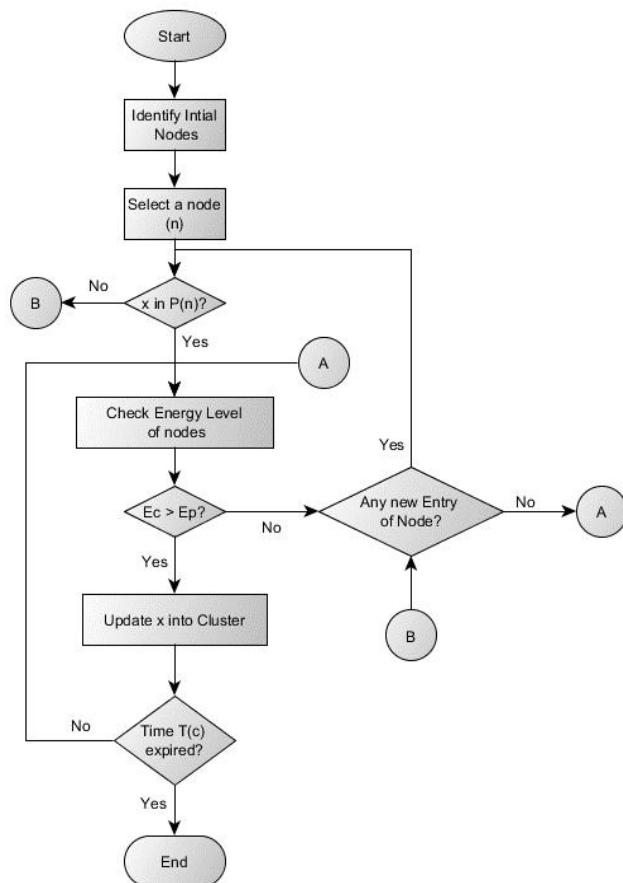 Start
Identify Intial
Nodes
Select a node
(n)
No
B
x in P(n)?
Yes
A
Check Energy Level
of nodes
Yes
Ec > Ep?
No
Any new Entry
of Node?
No
A
Yes
Update x into Cluster
B
No
Time T(c)
expired?
Yes
End